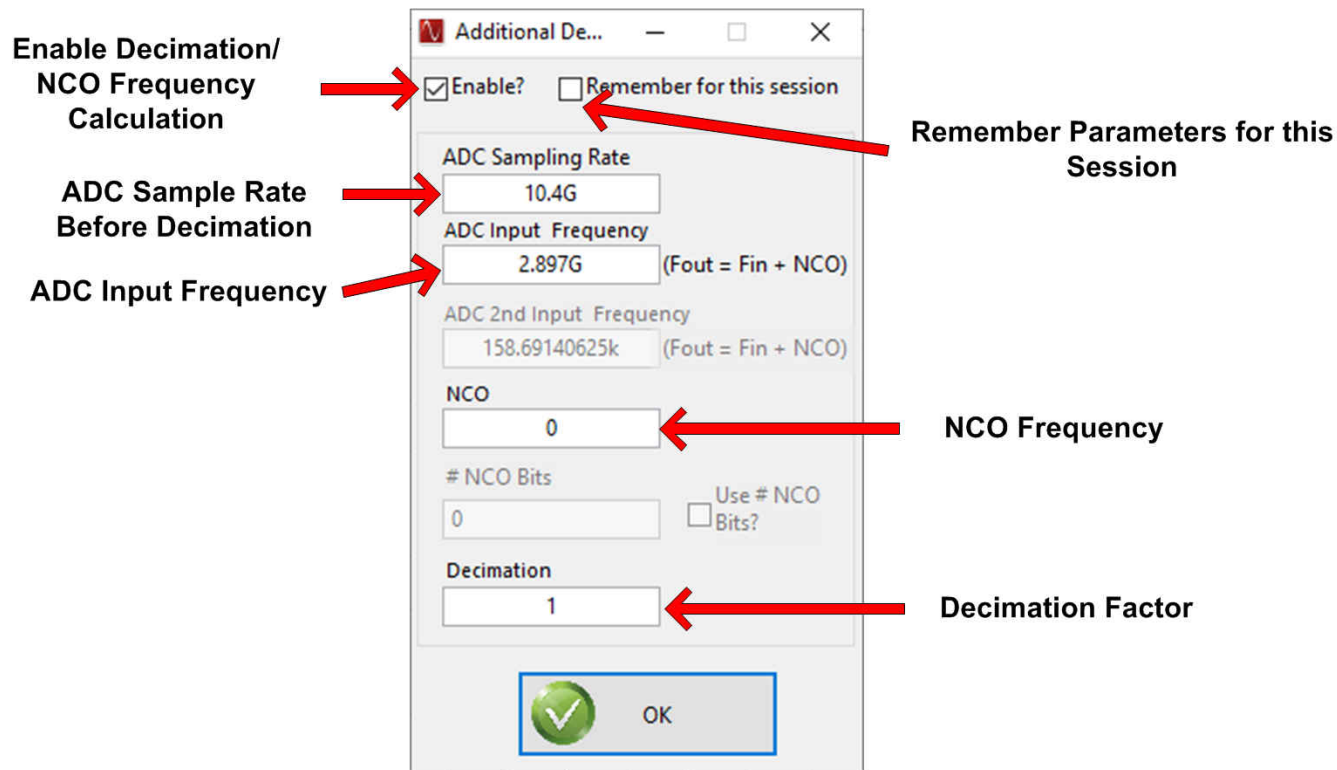 Additional De...
Enable Decimation/
NCO Frequency
Calculation
Enable?
Remember for this session
Remember Parameters for this
Session
ADC Sampling Rate
ADC Sample Rate
Before Decimation
10.4G
ADC Input Frequency
ADC Input Frequency
2.897G
(Fout = Fin + NCO)
ADC 2nd Input Frequency
158.69140625k
(Fout = Fin + NCO)
NCO
0
NCO Frequency
# NCO Bits
0
Use # NCO
Bits?
Decimation
1
Decimation Factor
OK